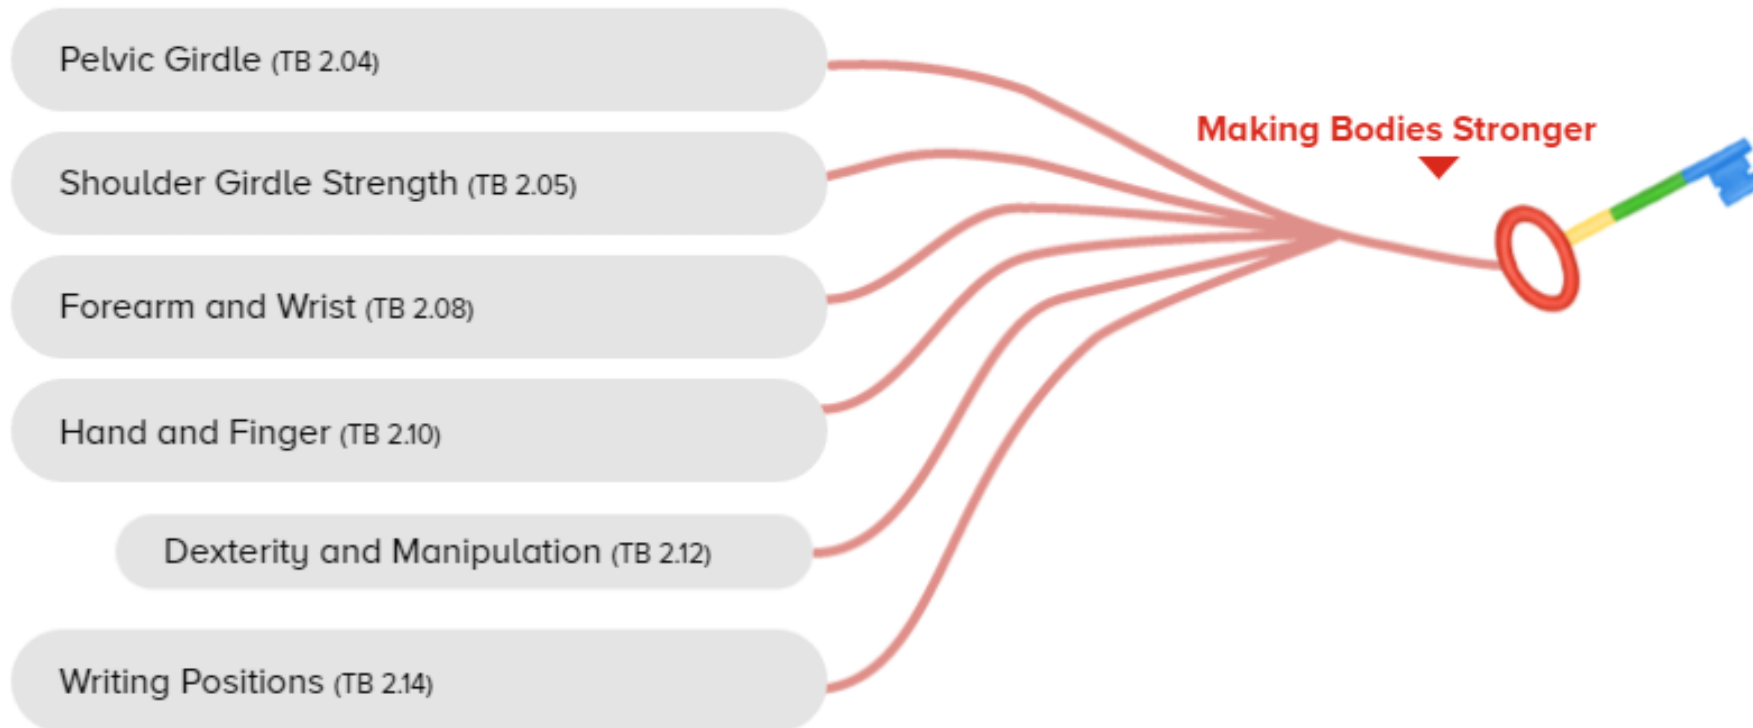 Pelvic Girdle (TB 2.04)
Shoulder Girdle Strength (TB 2.05)
Forearm and Wrist (TB 2.08)
Hand and Finger (TB 2.10)
Dexterity and Manipulation (TB 2.12)
Writing Positions (TB 2.14)
Making Bodies Stronger